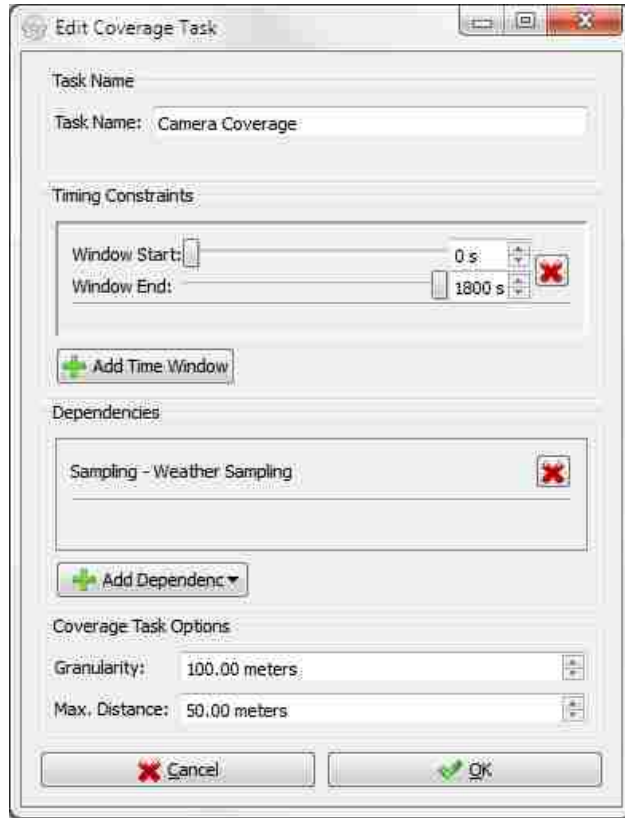 Edit Coverage Task
Task Name
Task Name: Camera Coverage
Timing Constraints
Window Start: 0 s
Window End: 1800 s
Add Time Window
Dependencies
Sampling - Weather Sampling
Add Dependenc
Coverage Task Options
Granularity: 100.00 meters
Max. Distance: 50.00 meters
Cancel OK